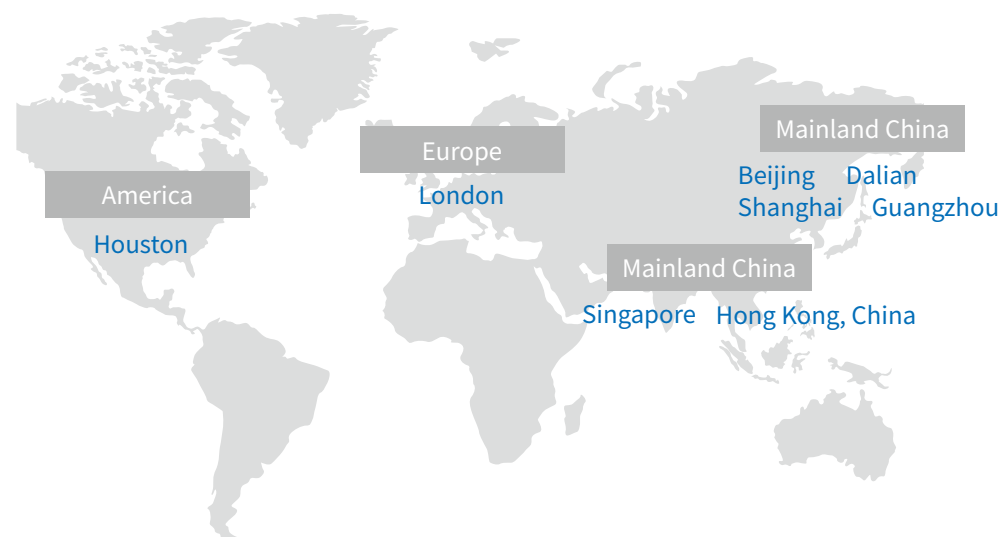 Mainland China
Beijing Dalian
Shanghai Guangzhou
Europe
London
America
Houston
Mainland China
Singapore Hong Kong, China